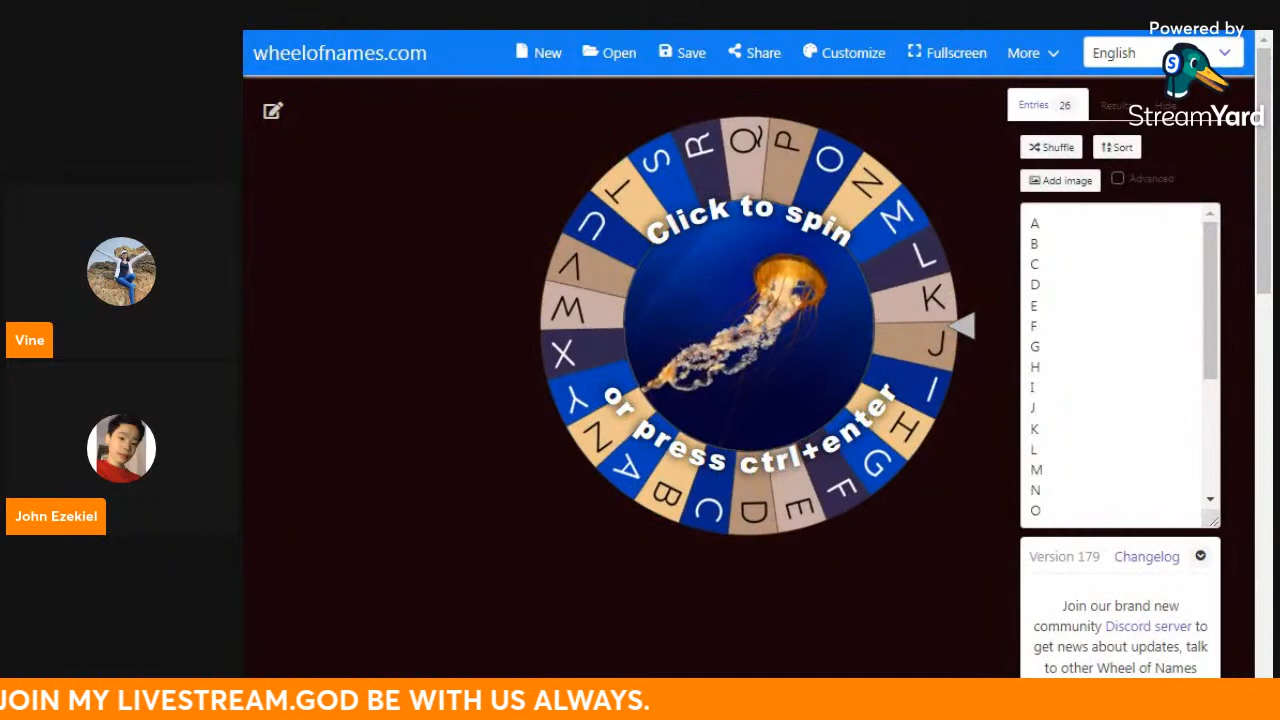 Powered by
StreamYard
wheelofnames.com
New
Open
Save
Share
Customize
Fullscreen
More
English
Entries 26
Results
Hide
Shuffle
Sort
Add image
Advanced
A
B
C
D
E
F
G
H
I
J
K
L
M
N
O
Click to spin
or press ctrl+enter
A
B
C
D
E
F
G
H
I
J
K
L
M
N
O
P
Q
R
S
T
U
V
W
X
Y
Z
Vine
John Ezekiel
Version 179
Changelog
Join our brand new
community Discord server to
get news about updates, talk
to other Wheel of Names
JOIN MY LIVESTREAM.GOD BE WITH US ALWAYS.